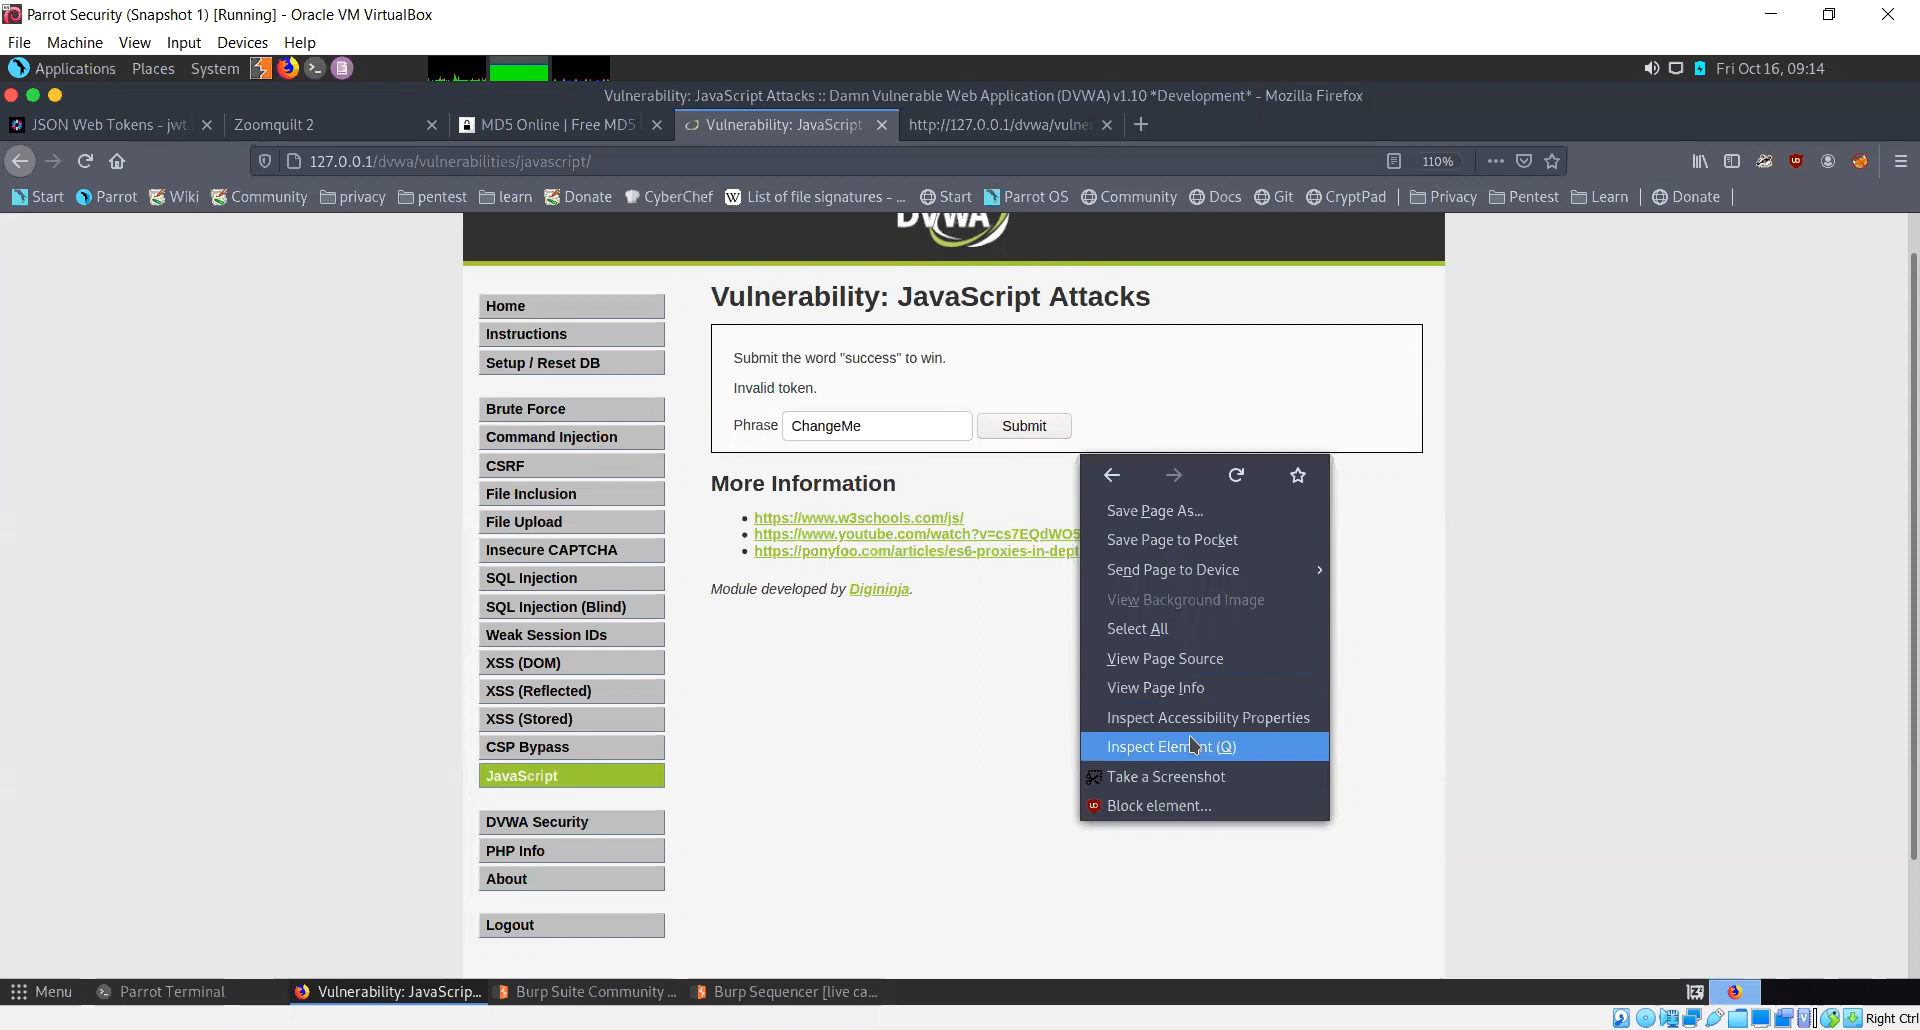 Parrot Security (Snapshot 1) [Running] - Oracle VM VirtualBox
File Machine View Input Devices Help
Applications Places System Fri Oct 16, 09:14
Vulnerability: JavaScript Attacks :: Damn Vulnerable Web Application (DVWA) v1.10 *Development* - Mozilla Firefox
JSON Web Tokens - jwt Zoomquilt 2 MD5 Online | Free MD5 Vulnerability: JavaScript http://127.0.0.1/dvwa/vulne
127.0.0.1/dvwa/vulnerabilities/javascript/ 110%
Start Parrot Wiki Community privacy pentest learn Donate CyberChef List of file signatures - ... Start Parrot OS Community Docs Git CryptPad Privacy Pentest Learn Donate
DVWA
Home
Instructions
Setup / Reset DB
Brute Force
Command Injection
CSRF
File Inclusion
File Upload
Insecure CAPTCHA
SQL Injection
SQL Injection (Blind)
Weak Session IDs
XSS (DOM)
XSS (Reflected)
XSS (Stored)
CSP Bypass
JavaScript
DVWA Security
PHP Info
About
Logout
Vulnerability: JavaScript Attacks
Submit the word "success" to win.
Invalid token.
Phrase ChangeMe Submit
More Information
https://www.w3schools.com/js/
https://www.youtube.com/watch?v=cs7EQdWO5
https://ponyfoo.com/articles/es6-proxies-in-dept
Module developed by Digininja.
Save Page As...
Save Page to Pocket
Send Page to Device
View Background Image
Select All
View Page Source
View Page Info
Inspect Accessibility Properties
Inspect Element (Q)
Take a Screenshot
Block element...
Menu Parrot Terminal Vulnerability: JavaScrip... Burp Suite Community ... Burp Sequencer [live ca...
Right Ctrl